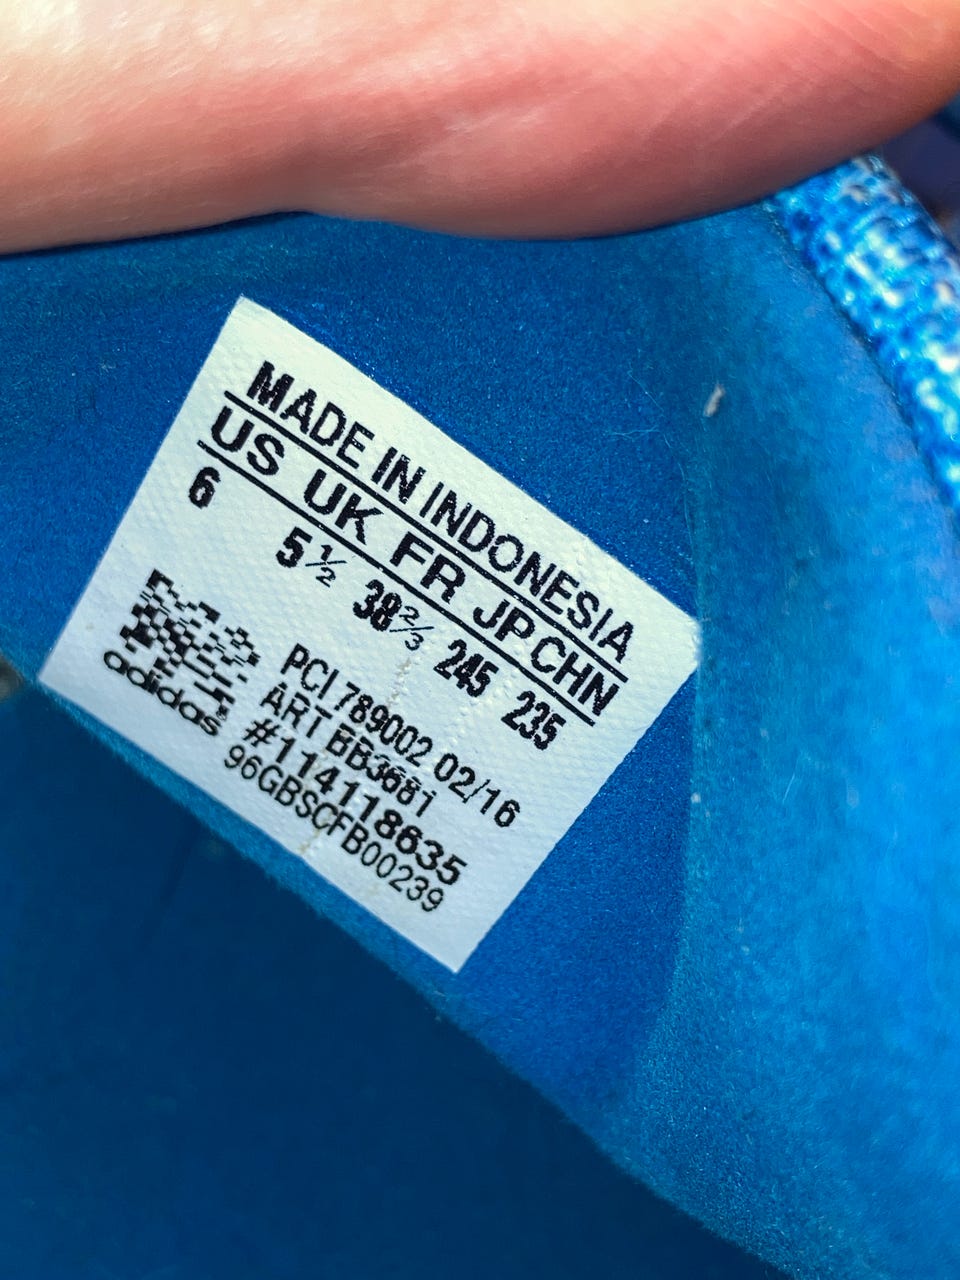 MADE IN INDONESIA
US UK FR JP CHN
6 5½ 38⅔ 245 235
PCI 789002 02/16
ART BB3681
#114118635
96GBSCFB00239
adidas